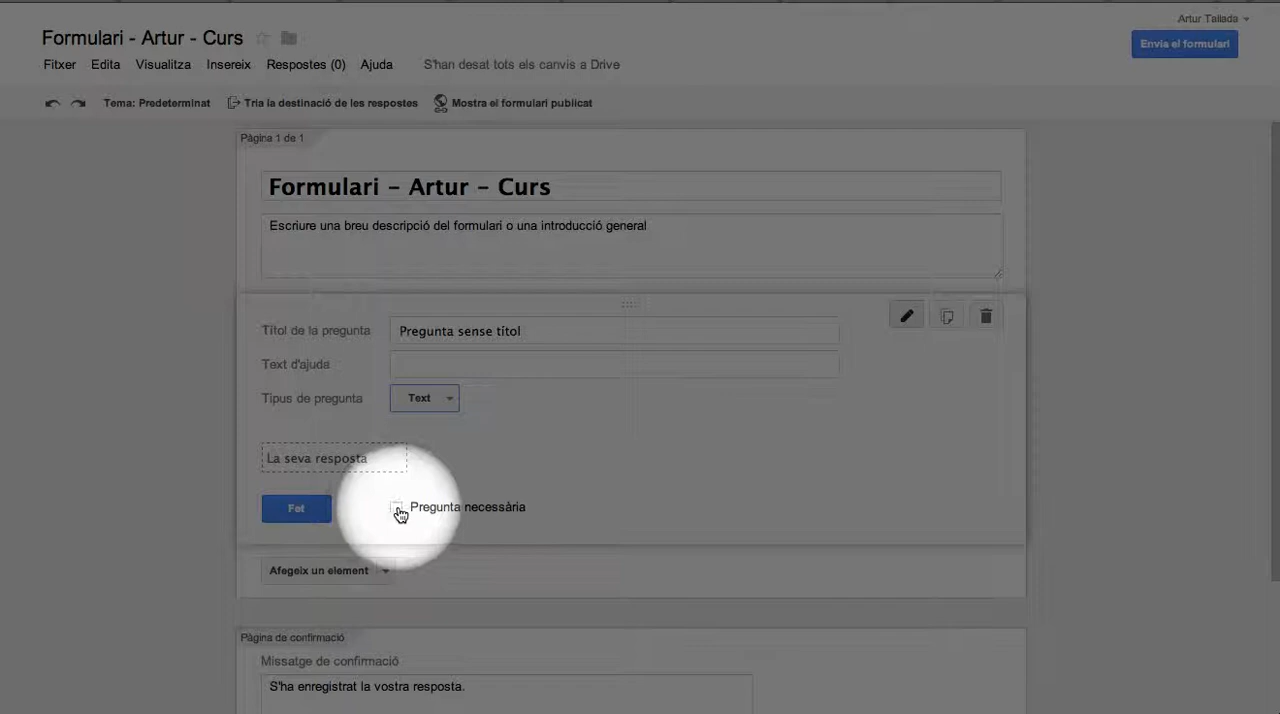 Artur Tallada
Formulari - Artur - Curs
Envia el formulari
Fitxer Edita Visualitza Insereix Respostes (0) Ajuda S'han desat tots els canvis a Drive
Tema: Predeterminat Tria la destinació de les respostes Mostra el formulari publicat
Pàgina 1 de 1
Formulari - Artur - Curs
Escriure una breu descripció del formulari o una introducció general
Títol de la pregunta Pregunta sense títol
Text d'ajuda
Tipus de pregunta Text
La seva resposta
Fet Pregunta necessària
Afegeix un element
Pàgina de confirmació
Missatge de confirmació
S'ha enregistrat la vostra resposta.